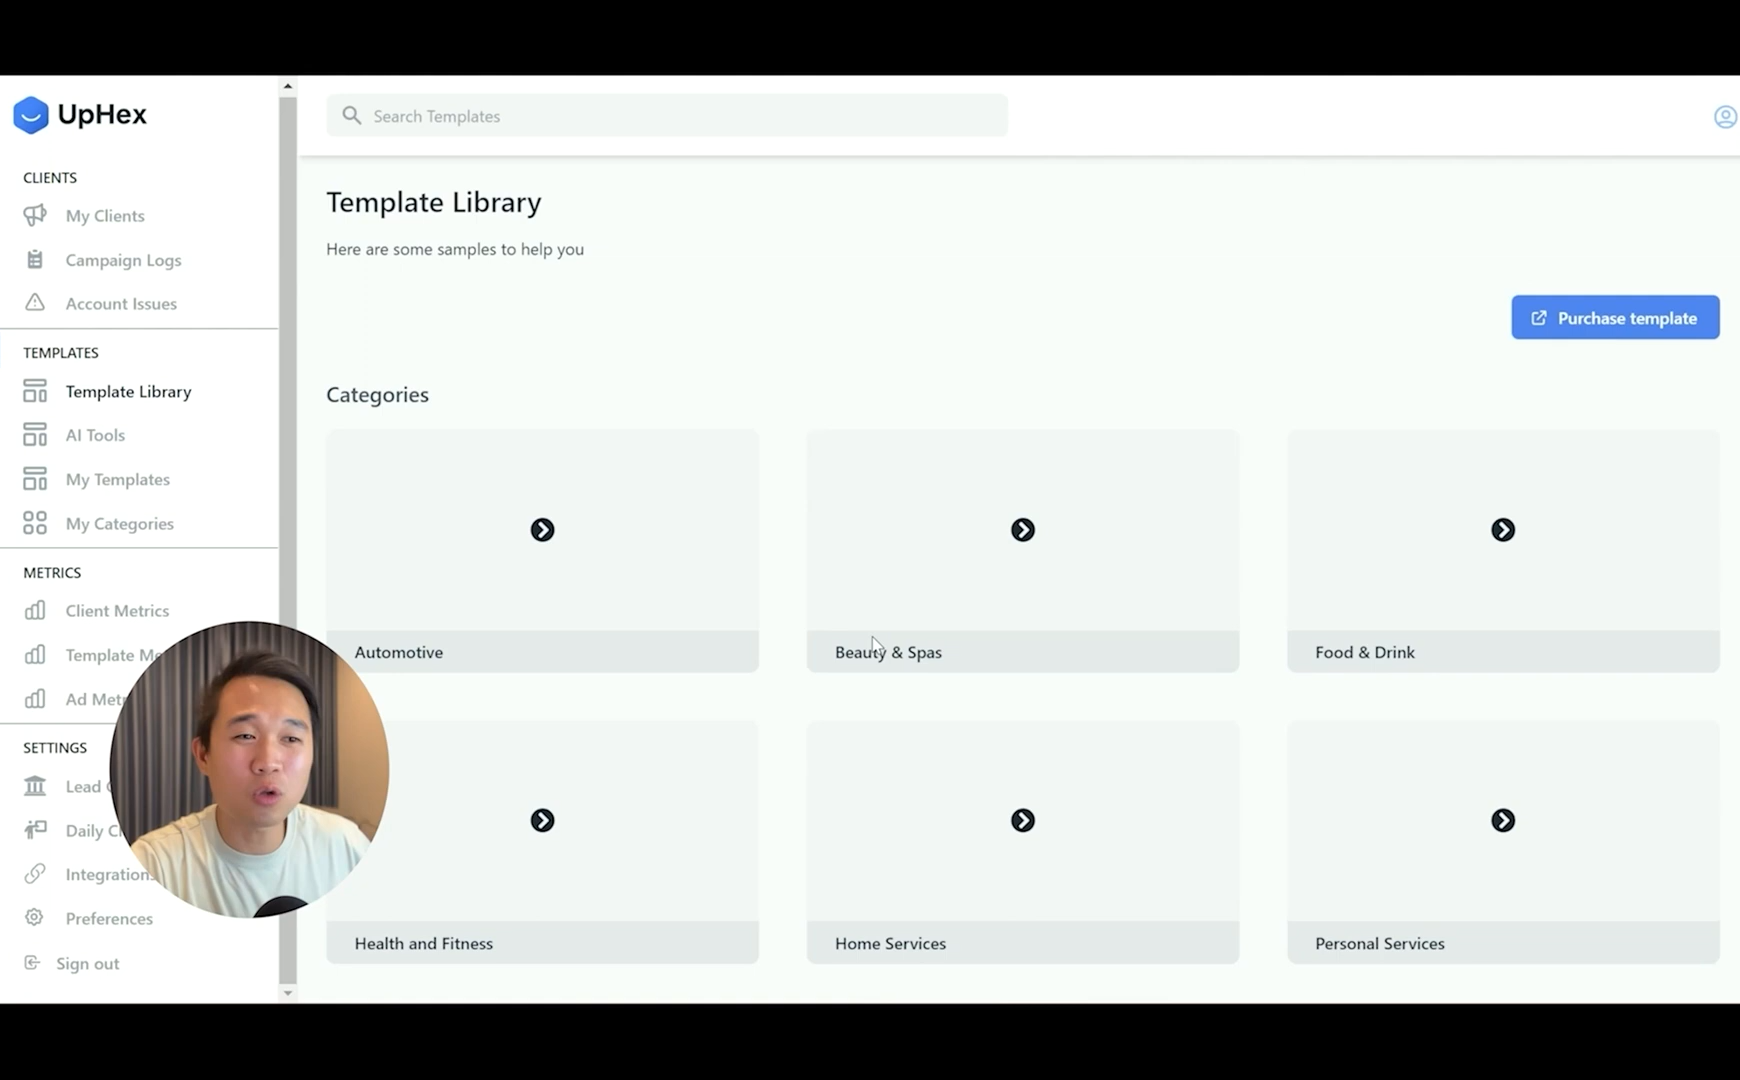 UpHex
Search Templates
CLIENTS
My Clients
Campaign Logs
Account Issues
TEMPLATES
Template Library
AI Tools
My Templates
My Categories
METRICS
Client Metrics
Template
Ad
SETTINGS
Lead
Daily
Integrations
Preferences
Sign out
Template Library
Here are some samples to help you
Purchase template
Categories
Automotive
Beauty & Spas
Food & Drink
Health and Fitness
Home Services
Personal Services